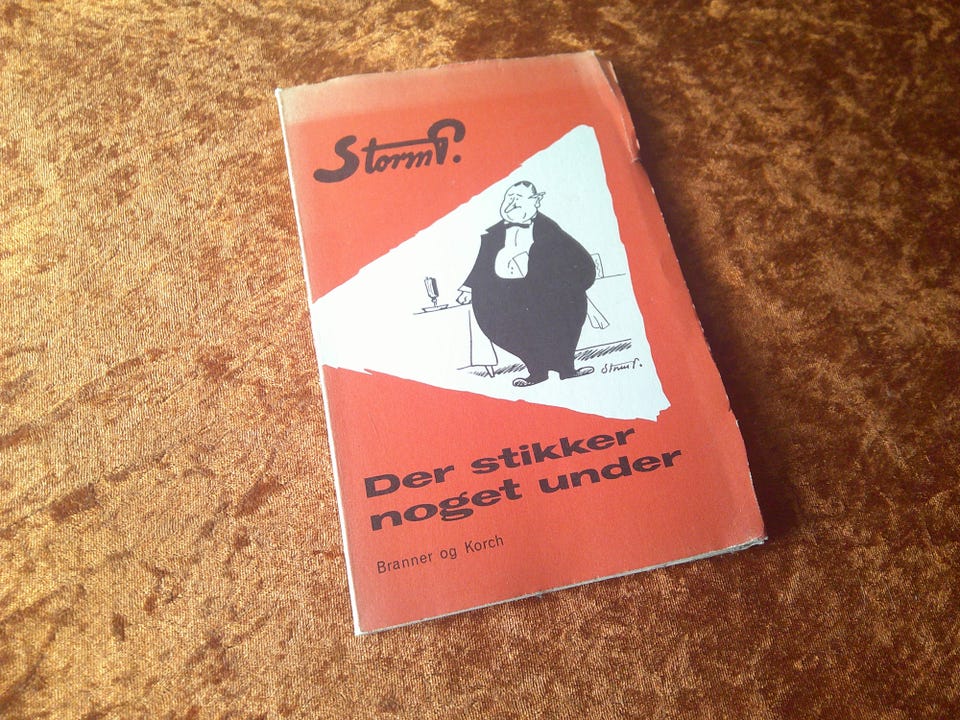 Storm P.
Storm P.
Der stikker
noget under
Branner og Korch